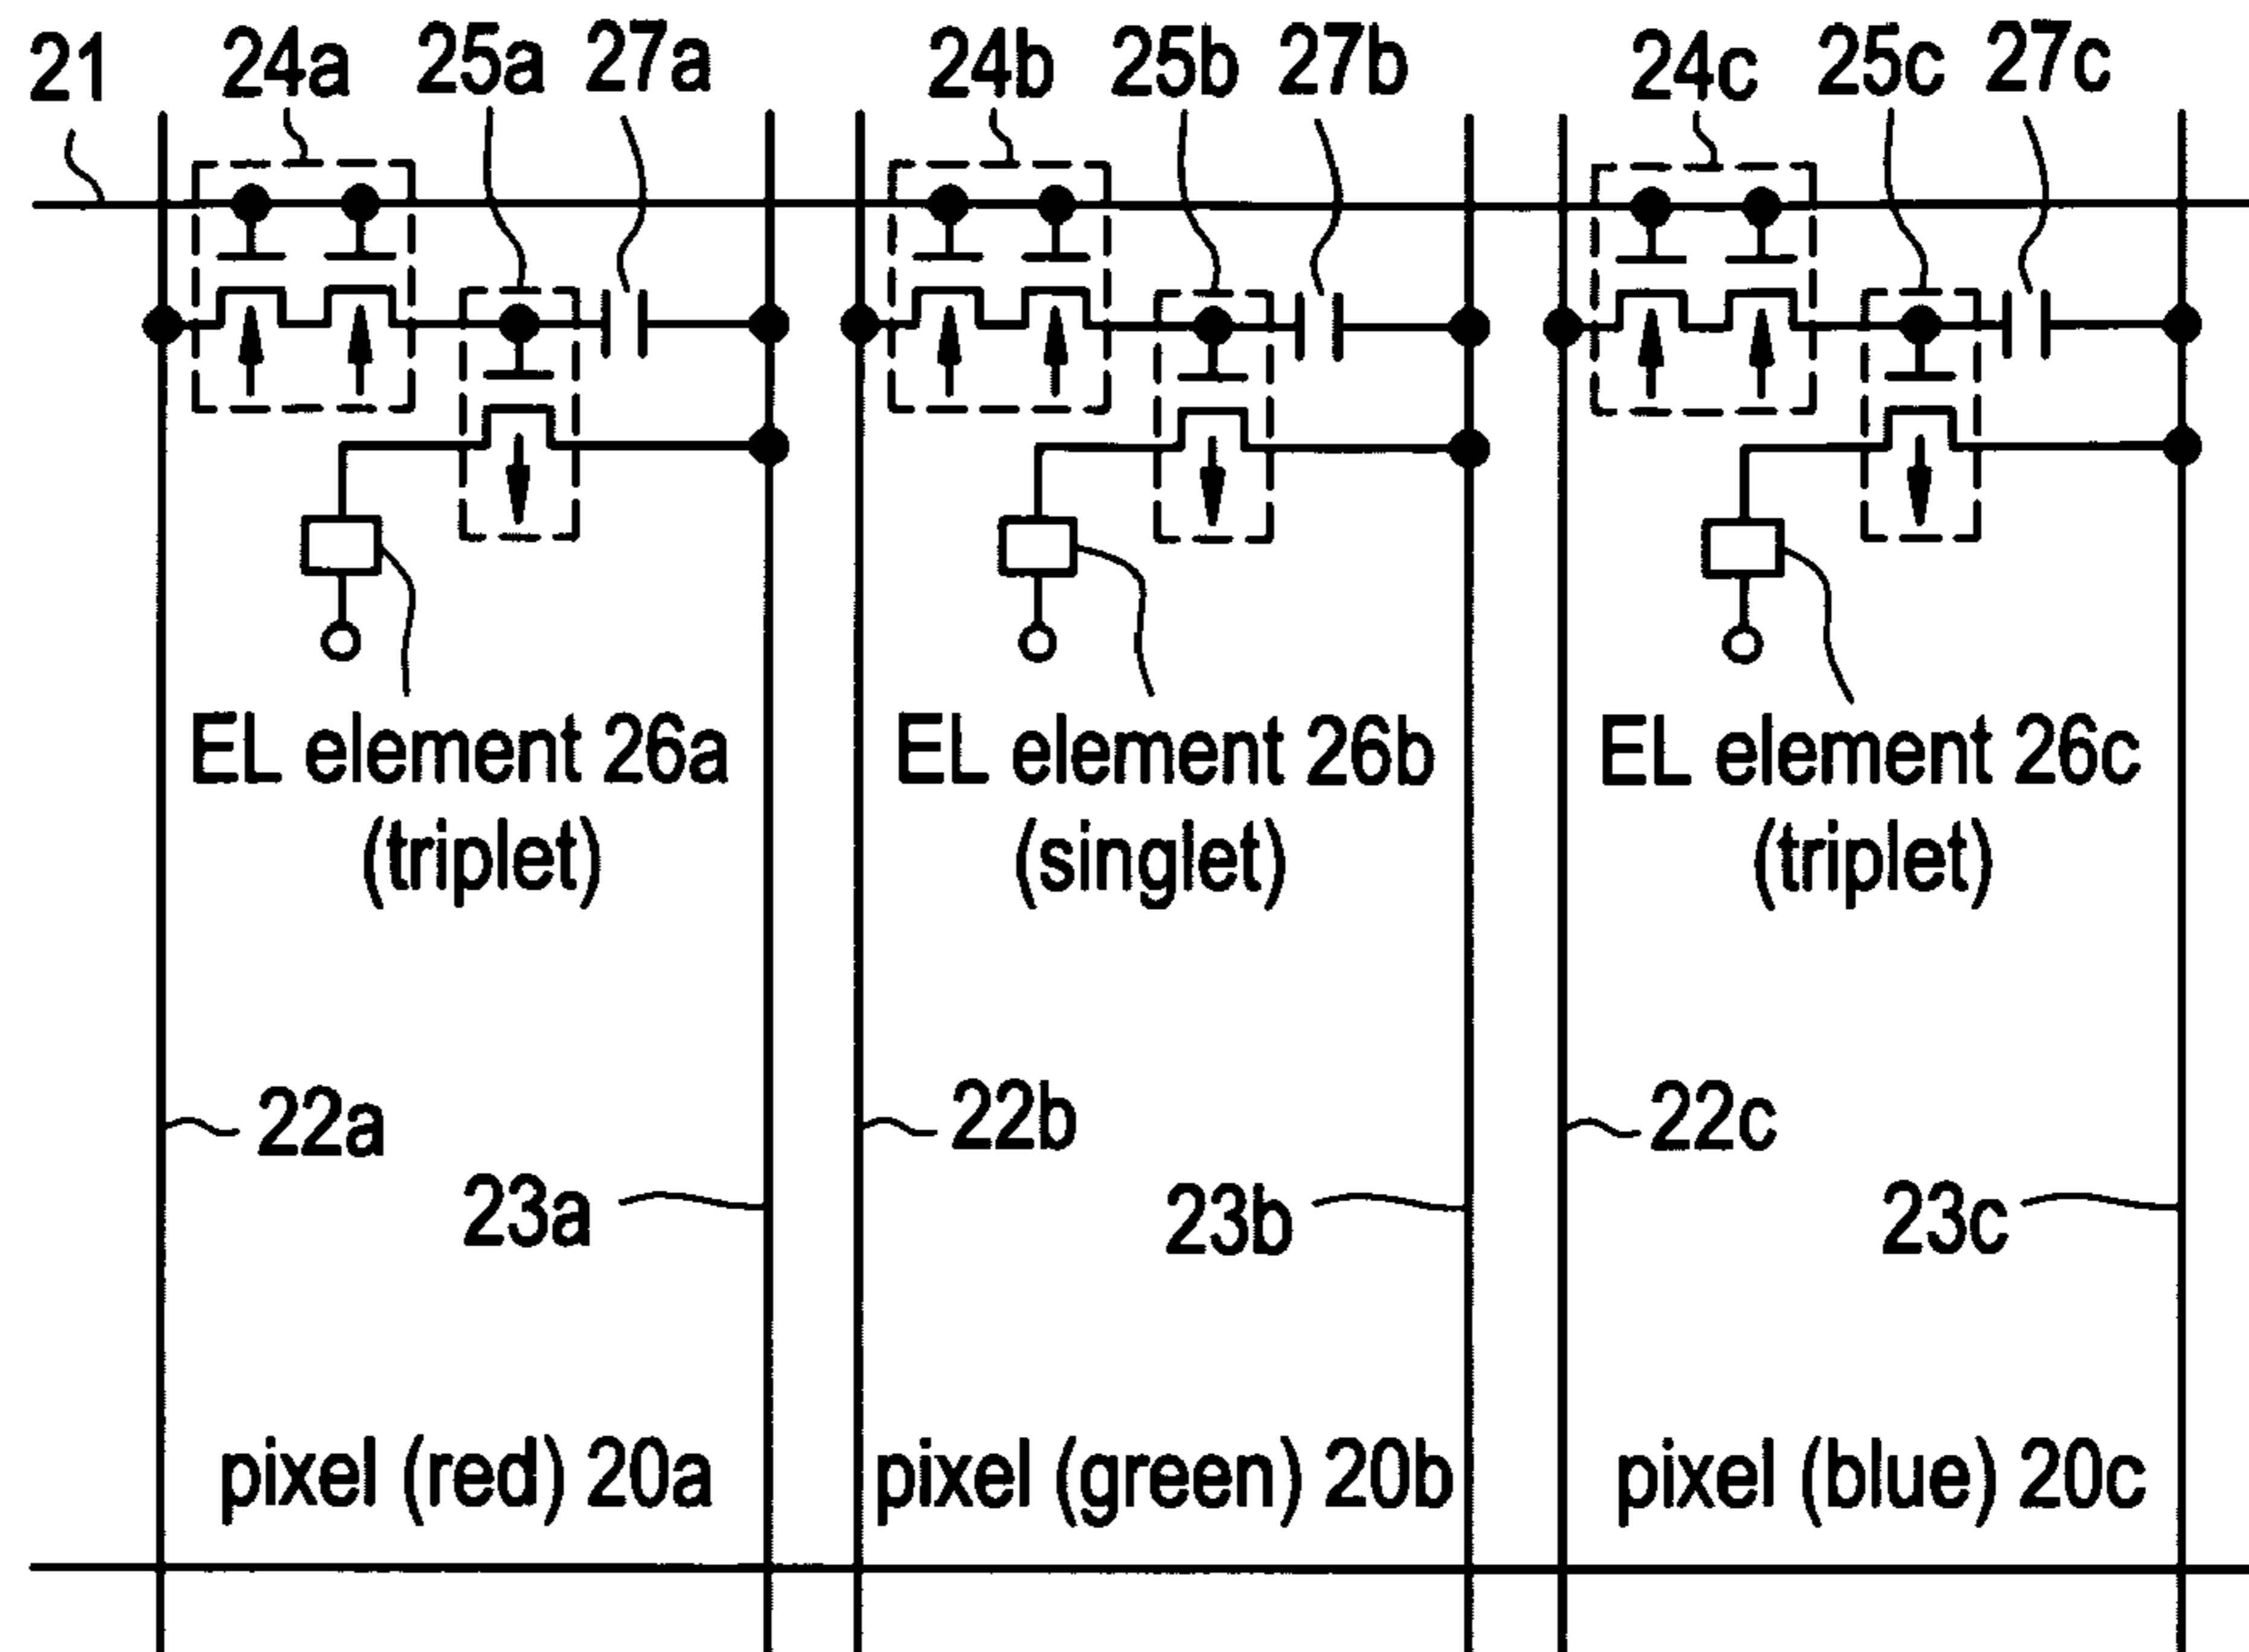 21 24a 25a 27a 24b 25b 27b 24c 25c 27c
EL element 26a
(triplet)
EL element 26b
(singlet)
EL element 26c
(triplet)
22a 22b 22c
23a 23b 23c
pixel (red) 20a pixel (green) 20b pixel (blue) 20c